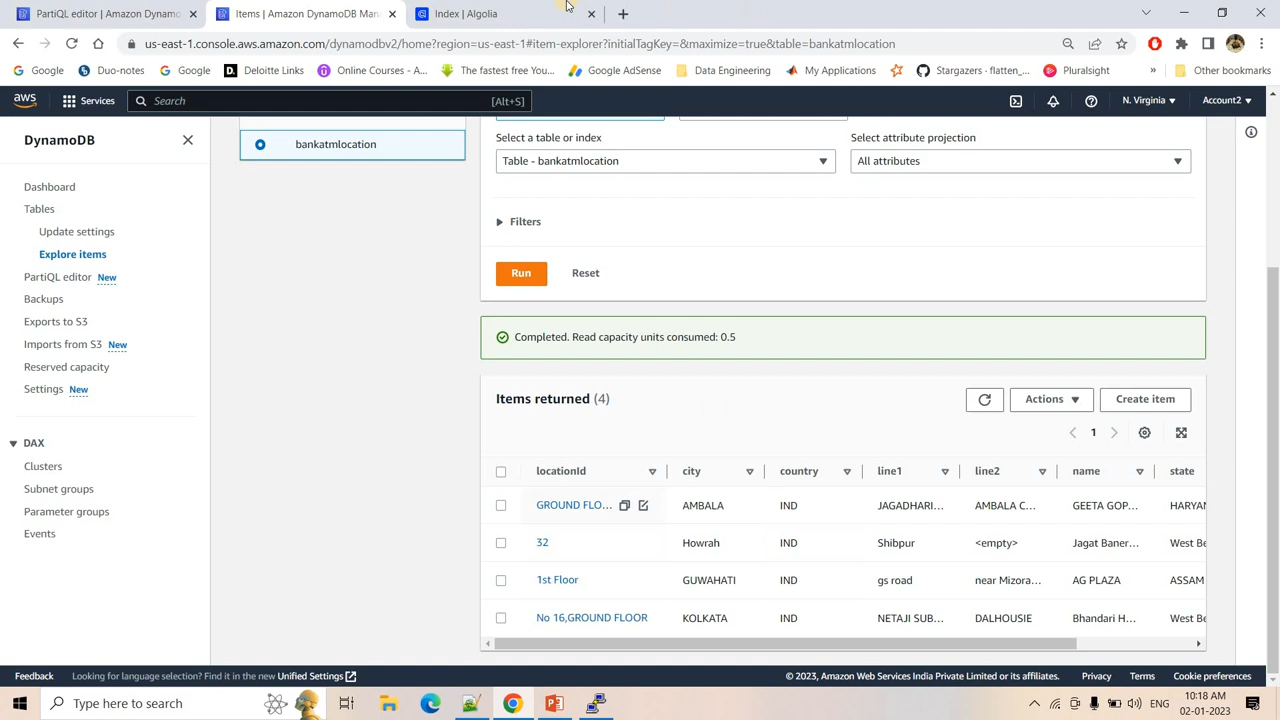 PartiQL editor | Amazon DynamoDB
Items | Amazon DynamoDB Man
Index | Algolia
us-east-1.console.aws.amazon.com/dynamodbv2/home?region=us-east-1#item-explorer?initialTagKey=&maximize=true&table=bankatmlocation
Google
Duo-notes
Google
Deloitte Links
Online Courses - A...
The fastest free You...
Google AdSense
Data Engineering
My Applications
Stargazers · flatten_...
Pluralsight
»
Other bookmarks
aws
Services
Search
[Alt+S]
N. Virginia
Account2
DynamoDB
Dashboard
Tables
Update settings
Explore items
PartiQL editor New
Backups
Exports to S3
Imports from S3 New
Reserved capacity
Settings New
DAX
Clusters
Subnet groups
Parameter groups
Events
bankatmlocation
Select a table or index
Select attribute projection
Table - bankatmlocation
All attributes
Filters
Run
Reset
Completed. Read capacity units consumed: 0.5
Items returned (4)
Actions
Create item
1
locationId city country line1 line2 name state
GROUND FLO... AMBALA IND JAGADHARI... AMBALA C... GEETA GOP... HARYAN
32 Howrah IND Shibpur <empty> Jagat Baner... West Be
1st Floor GUWAHATI IND gs road near Mizora... AG PLAZA ASSAM
No 16,GROUND FLOOR KOLKATA IND NETAJI SUB... DALHOUSIE Bhandari H... West Be
Feedback
Looking for language selection? Find it in the new Unified Settings
© 2023, Amazon Web Services India Private Limited or its affiliates.
Privacy
Terms
Cookie preferences
Type here to search
ENG
10:18 AM
02-01-2023